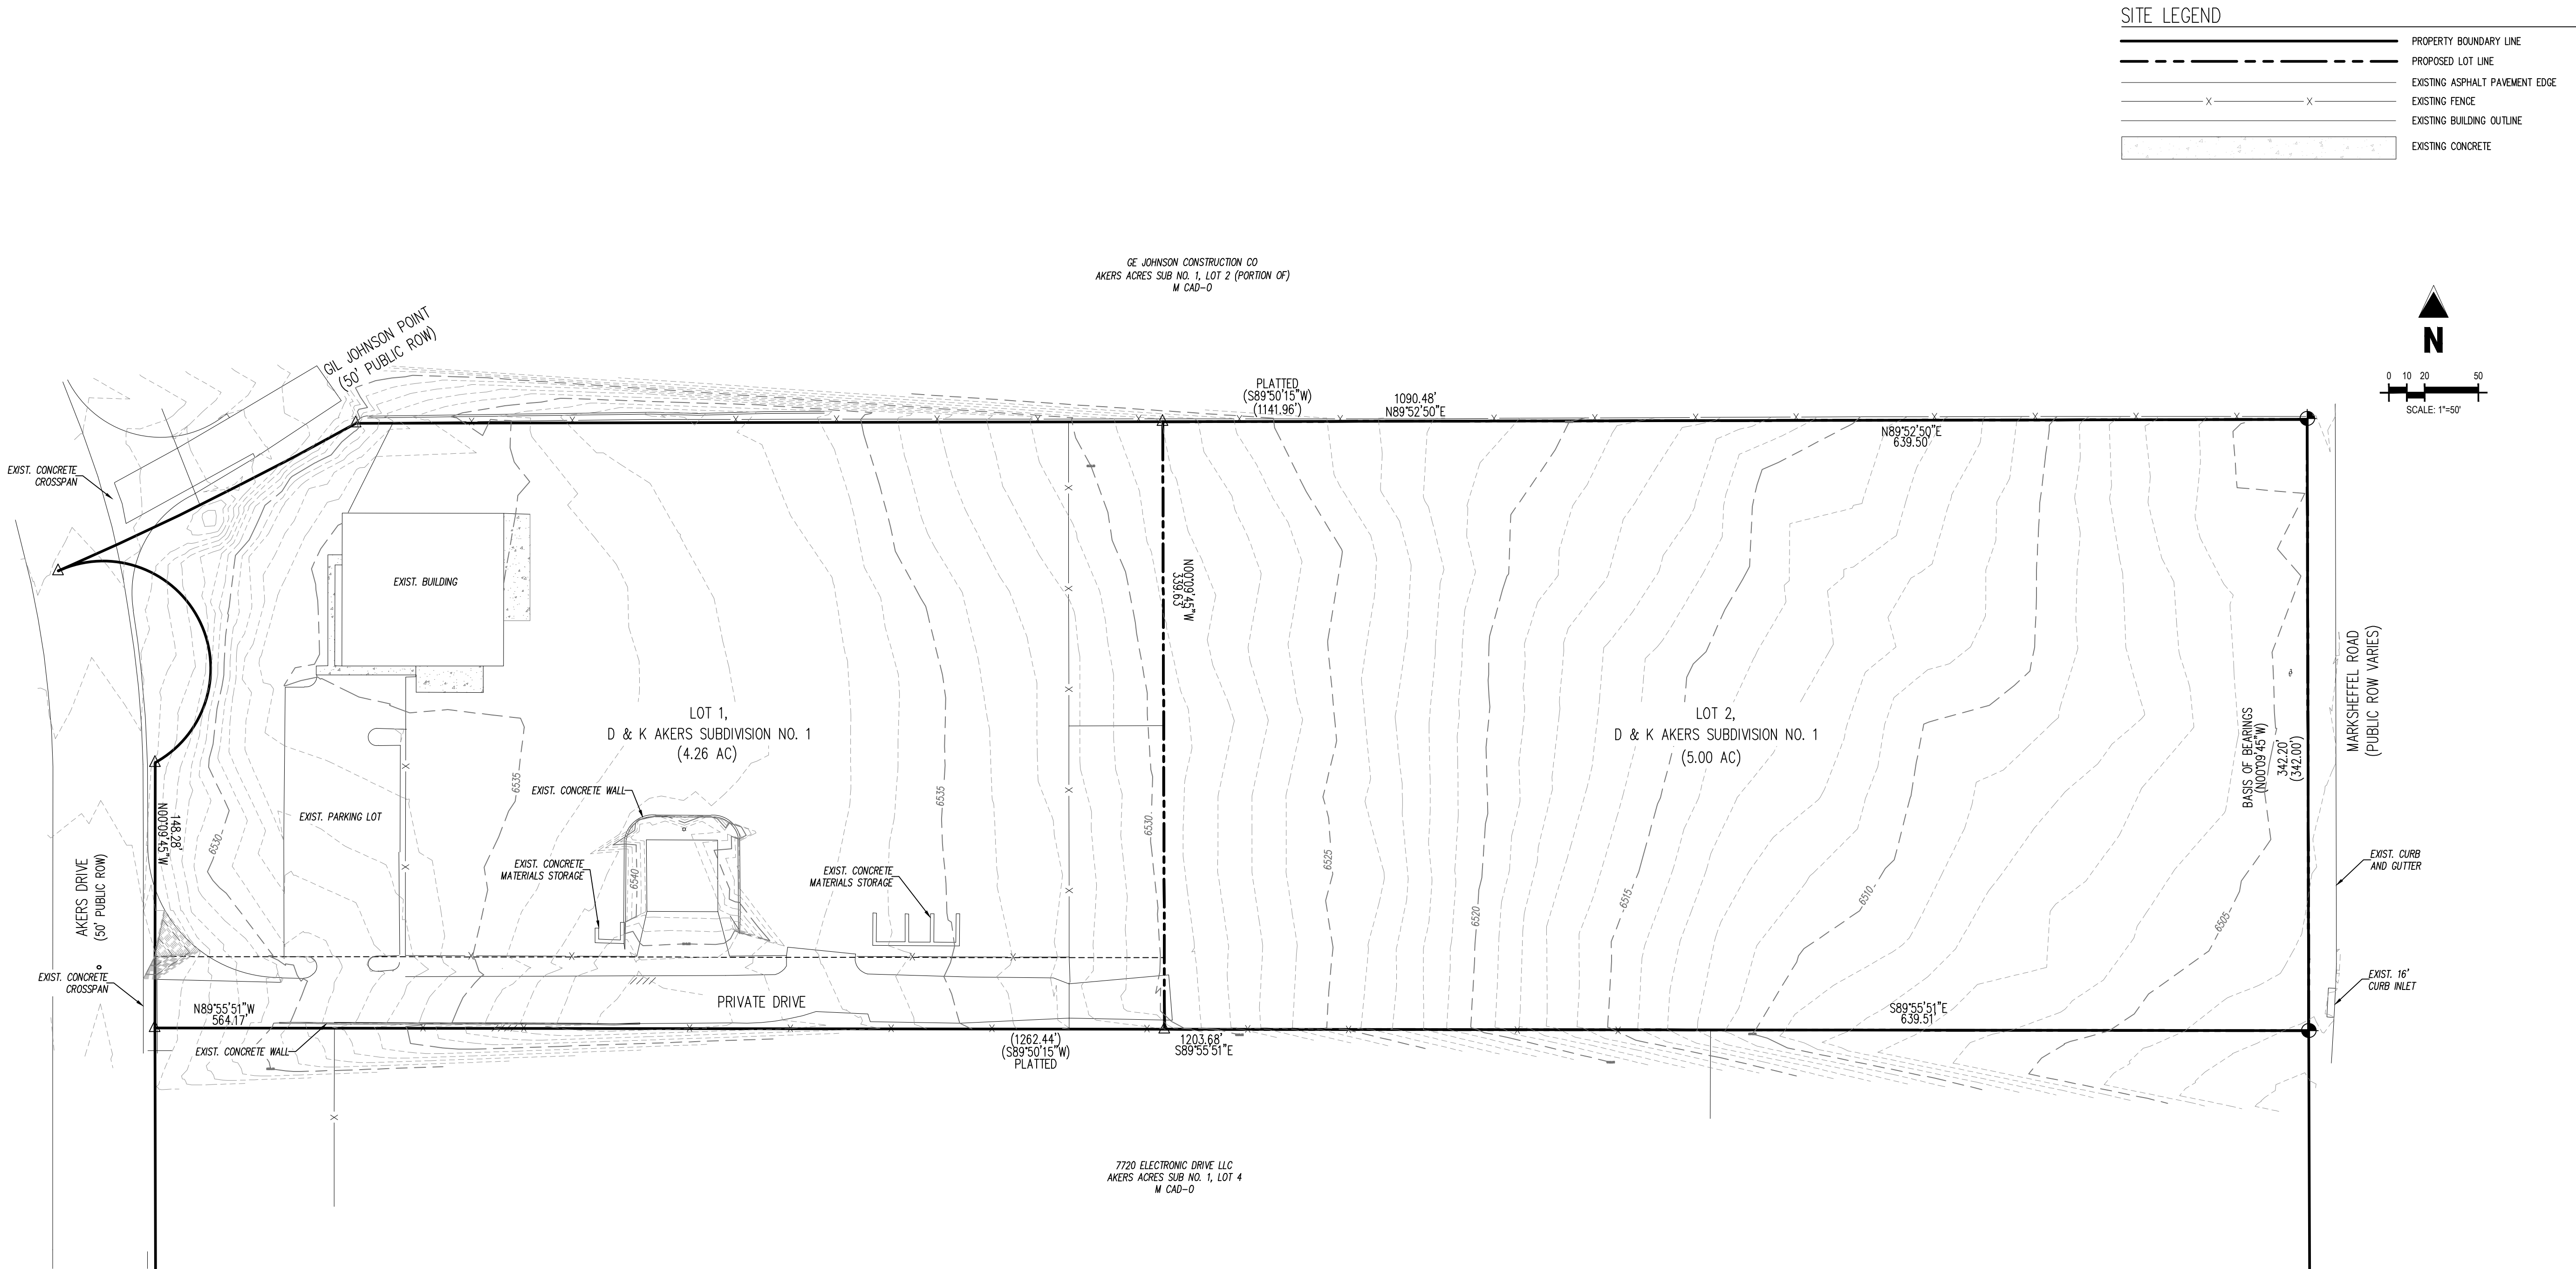 SITE LEGEND
PROPERTY BOUNDARY LINE
PROPOSED LOT LINE
EXISTING ASPHALT PAVEMENT EDGE
X X
EXISTING FENCE
EXISTING BUILDING OUTLINE
EXISTING CONCRETE
GE JOHNSON CONSTRUCTION CO
AKERS ACRES SUB NO. 1, LOT 2 (PORTION OF)
M CAD-O
N
0 10 20 50
SCALE: 1"=50'
GIL JOHNSON POINT
(50' PUBLIC ROW)
PLATTED
(S89°50'15"W)
(1141.96')
1090.48'
N89°52'50"E
N89°52'50"E
639.50'
EXIST. CONCRETE
CROSSPAN
EXIST. BUILDING
N00°09'45"W
339.63'
LOT 1,
D & K AKERS SUBDIVISION NO. 1
(4.26 AC)
LOT 2,
D & K AKERS SUBDIVISION NO. 1
(5.00 AC)
BASIS OF BEARINGS
(N00°09'45"W)
342.20'
(342.00')
MARKSHEFFEL ROAD
(PUBLIC ROW VARIES)
EXIST. CONCRETE WALL
EXIST. PARKING LOT
148.28'
N00°09'45"W
6530
6535
6535
6530
6525
6520
6515
6510
6505
6540
EXIST. CONCRETE
MATERIALS STORAGE
EXIST. CONCRETE
MATERIALS STORAGE
AKERS DRIVE
(50' PUBLIC ROW)
EXIST. CURB
AND GUTTER
EXIST. CONCRETE
CROSSPAN
EXIST. 16'
CURB INLET
PRIVATE DRIVE
N89°55'51"W
564.17'
S89°55'51"E
639.51'
EXIST. CONCRETE WALL
(1262.44')
(S89°50'15"W)
PLATTED
1203.68'
S89°55'51"E
7720 ELECTRONIC DRIVE LLC
AKERS ACRES SUB NO. 1, LOT 4
M CAD-O